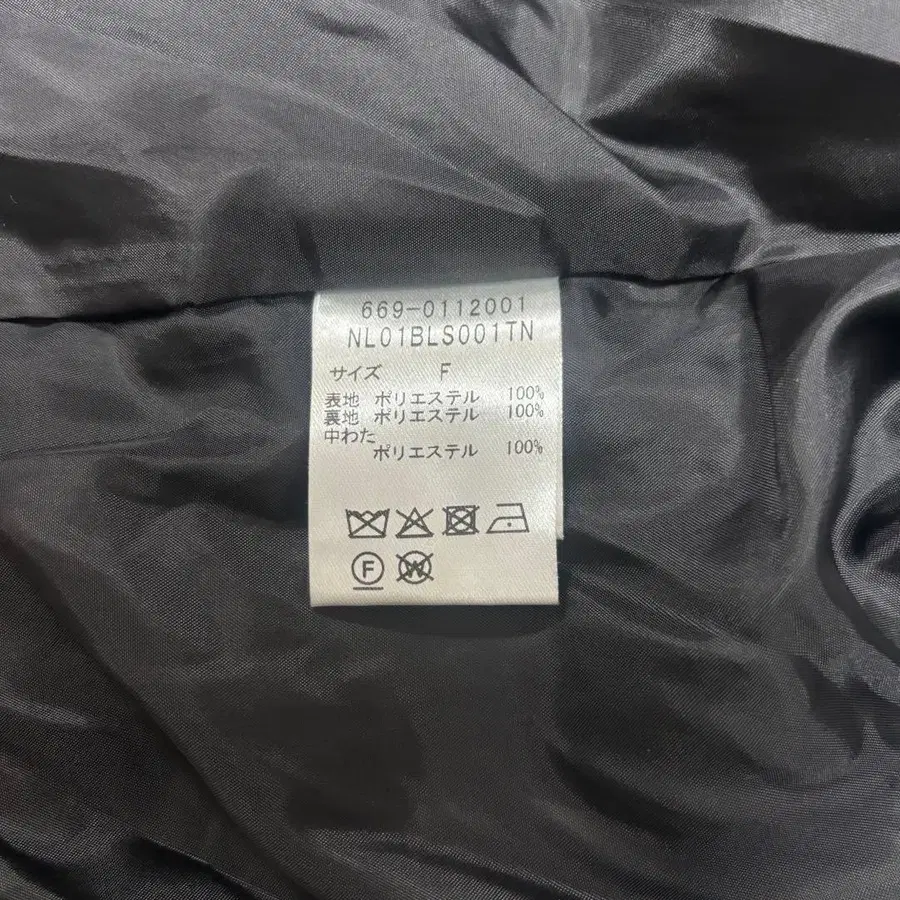 669-0112001
NL01BLS001TN
サイズ F
表地 ポリエステル 100%
裏地 ポリエステル 100%
中わた
ポリエステル 100%
F
W